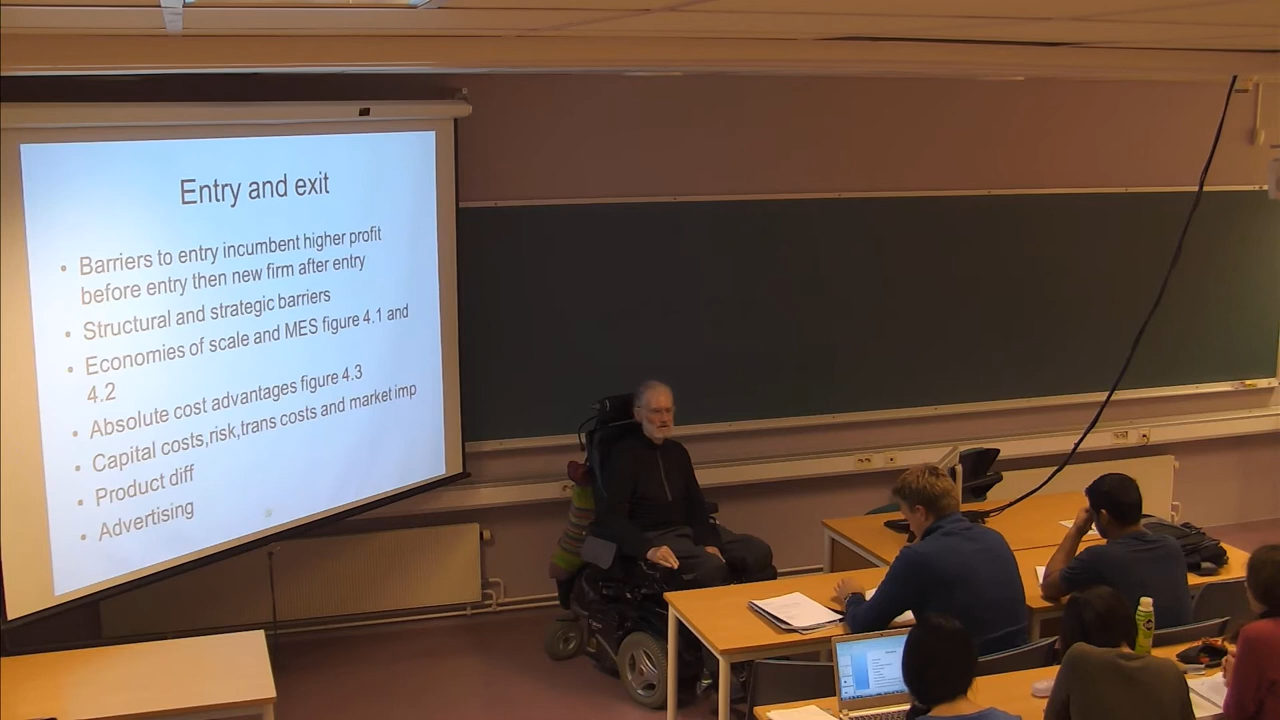 Entry and exit
• Barriers to entry incumbent higher profit
before entry then new firm after entry
• Structural and strategic barriers
• Economies of scale and MES figure 4.1 and
4.2
• Absolute cost advantages figure 4.3
• Capital costs,risk,trans costs and market imp
• Product diff
• Advertising